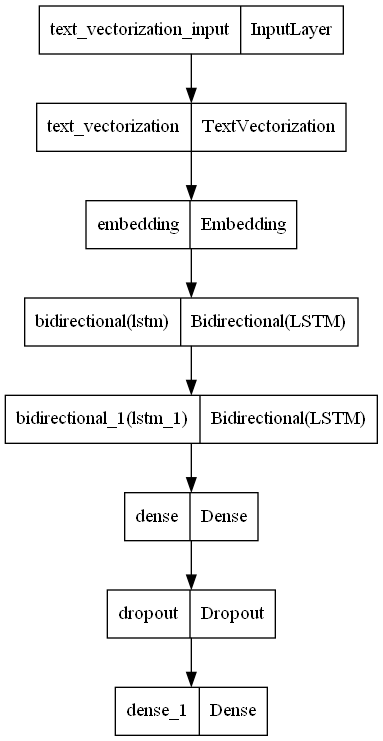 text_vectorization_input InputLayer
text_vectorization TextVectorization
embedding Embedding
bidirectional(lstm) Bidirectional(LSTM)
bidirectional_1(lstm_1) Bidirectional(LSTM)
dense Dense
dropout Dropout
dense_1 Dense